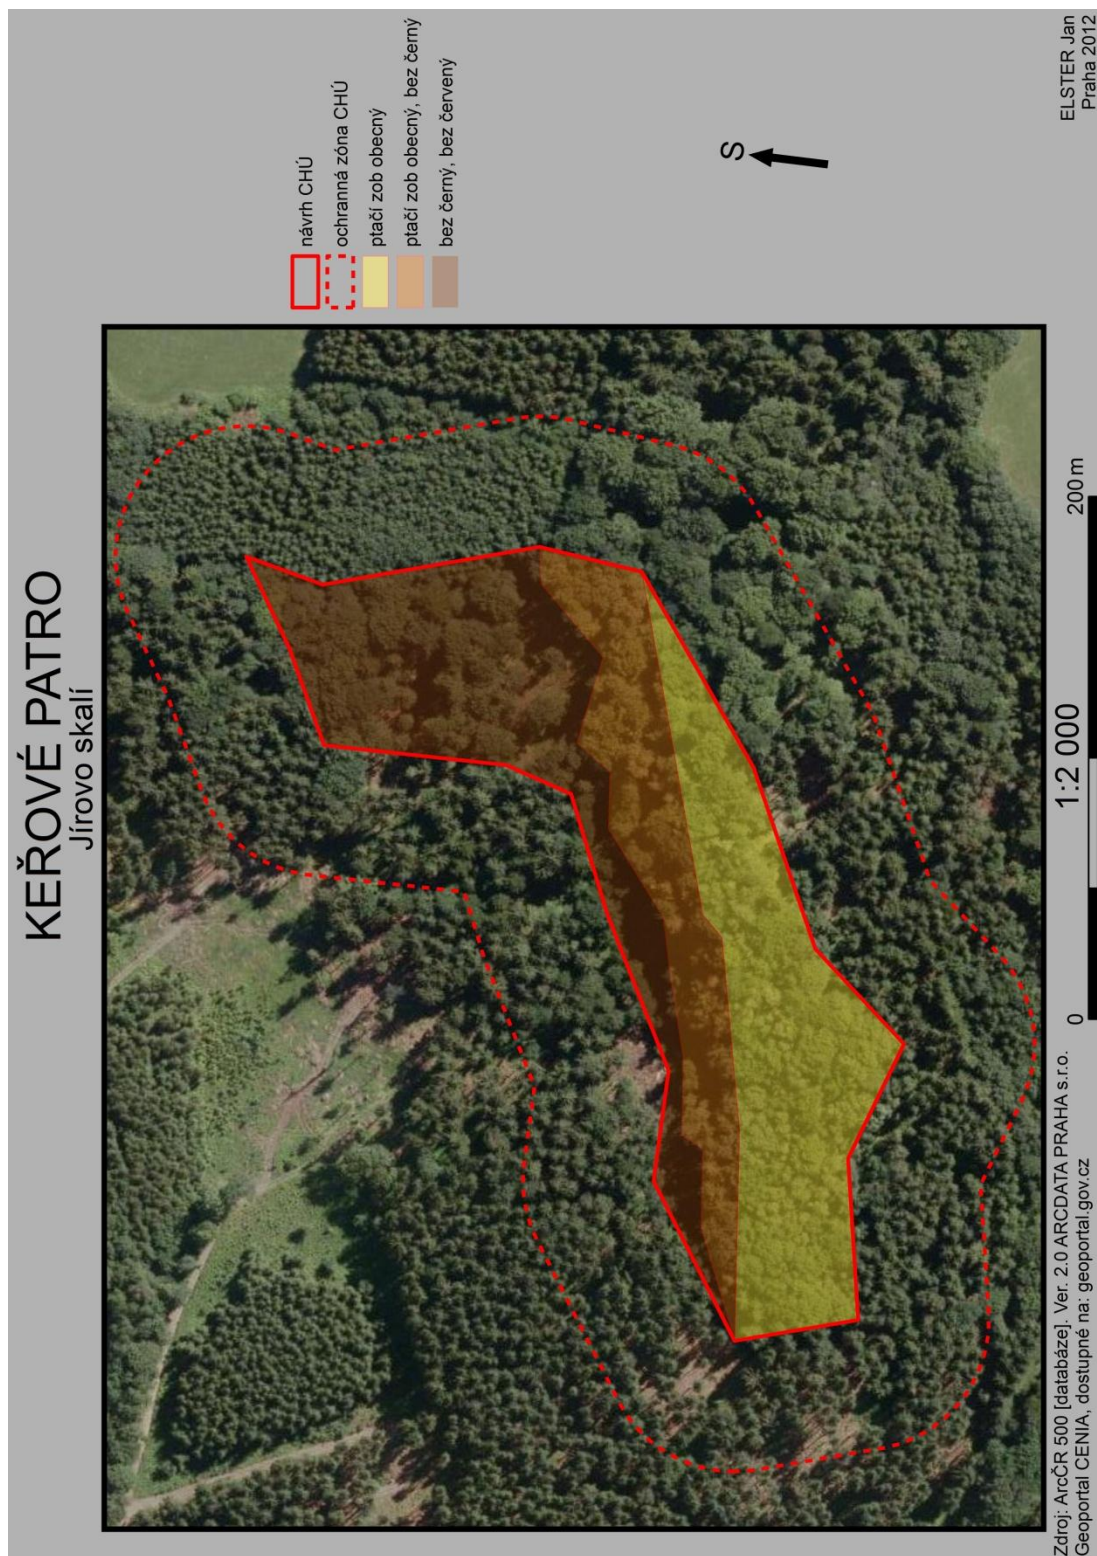 KEŘOVÉ PATRO
Jírovo skalí
návrh CHÚ
ochranná zóna CHÚ
ptačí zob obecný
ptačí zob obecný, bez černý
bez černý, bez červený
S
1:2 000
0
200 m
Zdroj: ArcČR 500 [databáze]. Ver. 2.0 ARCDATA PRAHA s.r.o.
Geoportal CENIA, dostupné na: geoportal.gov.cz
ELSTER Jan
Praha 2012